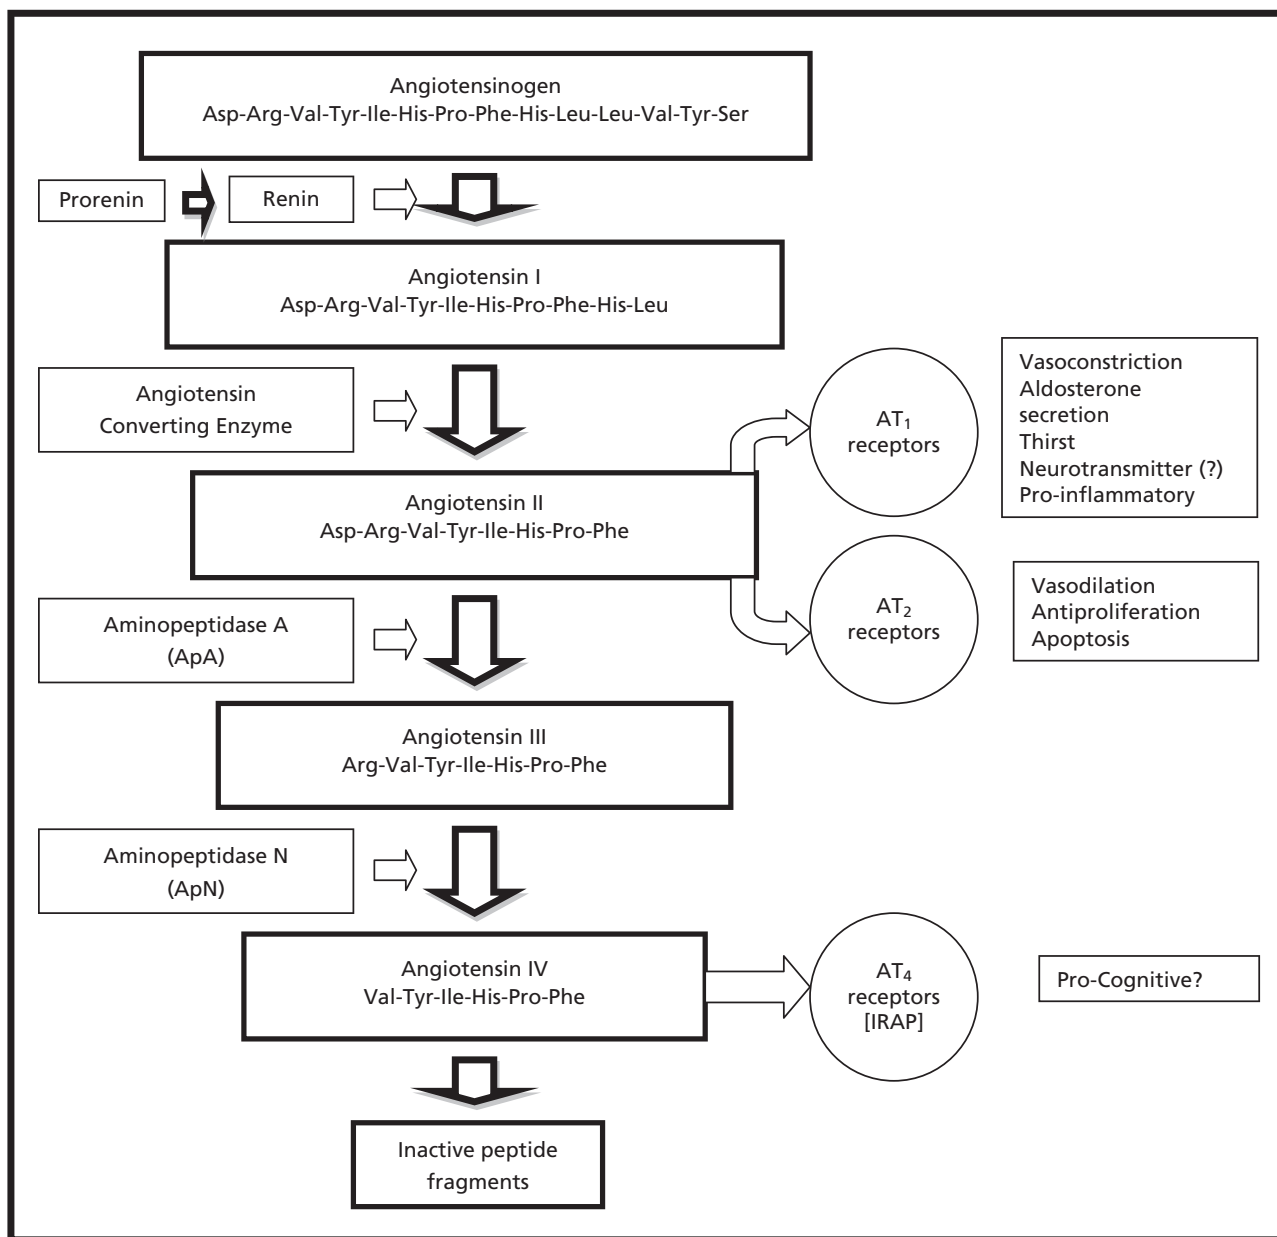 Angiotensinogen
Asp-Arg-Val-Tyr-Ile-His-Pro-Phe-His-Leu-Leu-Val-Tyr-Ser
Prorenin
Renin
Angiotensin I
Asp-Arg-Val-Tyr-Ile-His-Pro-Phe-His-Leu
Angiotensin
Converting Enzyme
AT1
receptors
Vasoconstriction
Aldosterone
secretion
Thirst
Neurotransmitter (?)
Pro-inflammatory
Angiotensin II
Asp-Arg-Val-Tyr-Ile-His-Pro-Phe
AT2
receptors
Vasodilation
Antiproliferation
Apoptosis
Aminopeptidase A
(ApA)
Angiotensin III
Arg-Val-Tyr-Ile-His-Pro-Phe
Aminopeptidase N
(ApN)
Angiotensin IV
Val-Tyr-Ile-His-Pro-Phe
AT4
receptors
[IRAP]
Pro-Cognitive?
Inactive peptide
fragments